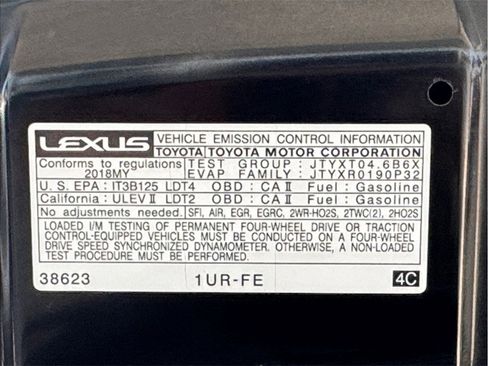 LEXUS VEHICLE EMISSION CONTROL INFORMATION
TOYOTA TOYOTA MOTOR CORPORATION
Conforms to regulations TEST GROUP : JTYXT04.6B6X
2018MY EVAP FAMILY : JTYXR0190P32
U.S. EPA : IT3B125 LDT4 OBD : CA II Fuel : Gasoline
California : ULEV II LDT2 OBD : CA II Fuel : Gasoline
No adjustments needed. SFI, AIR, EGR, EGRC, 2WR-HO2S, 2TWC(2), 2HO2S
LOADED I/M TESTING OF PERMANENT FOUR-WHEEL DRIVE OR TRACTION
CONTROL-EQUIPPED VEHICLES MUST BE CONDUCTED ON A FOUR-WHEEL
DRIVE SPEED SYNCHRONIZED DYNAMOMETER. OTHERWISE, A NON-LOADED
TEST PROCEDURE MUST BE PERFORMED.
38623 1UR-FE 4C